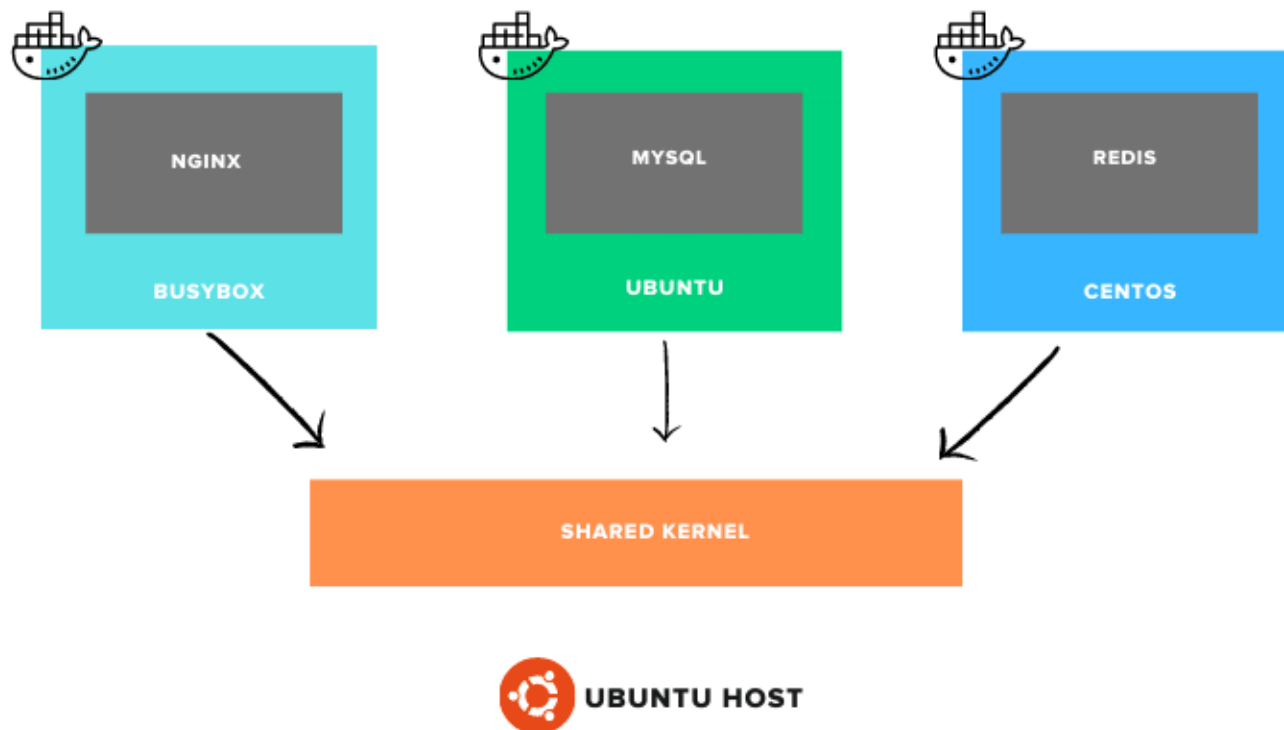 NGINX
MYSQL
REDIS
BUSYBOX
UBUNTU
CENTOS
SHARED KERNEL
UBUNTU HOST